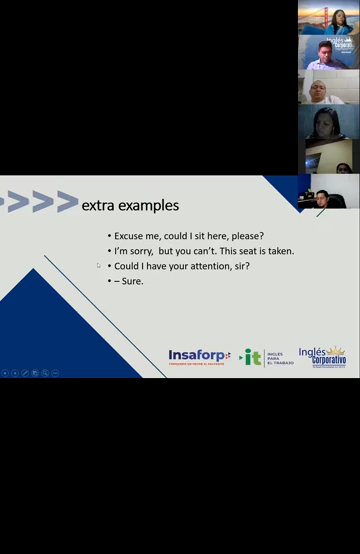 Inglés
extra examples
• Excuse me, could I sit here, please?
• I'm sorry, but you can't. This seat is taken.
• Could I have your attention, sir?
• – Sure.
Insaforp
it
INGLÉS
PARA
EL TRABAJO
Inglés
Corporativo